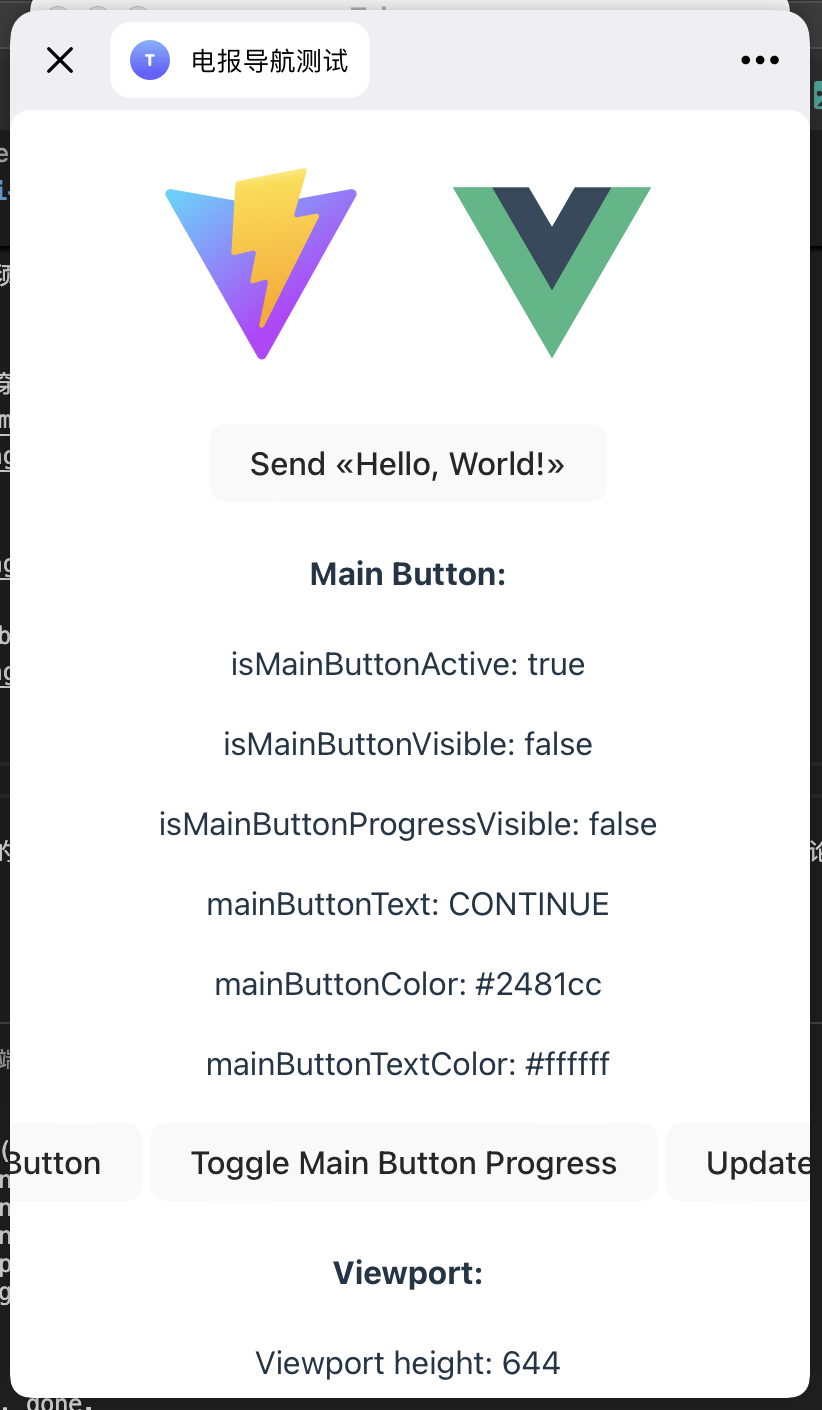 T 电报导航测试
Send «Hello, World!»
Main Button:
isMainButtonActive: true
isMainButtonVisible: false
isMainButtonProgressVisible: false
mainButtonText: CONTINUE
mainButtonColor: #2481cc
mainButtonTextColor: #ffffff
Button Toggle Main Button Progress Update
Viewport:
Viewport height: 644
done.